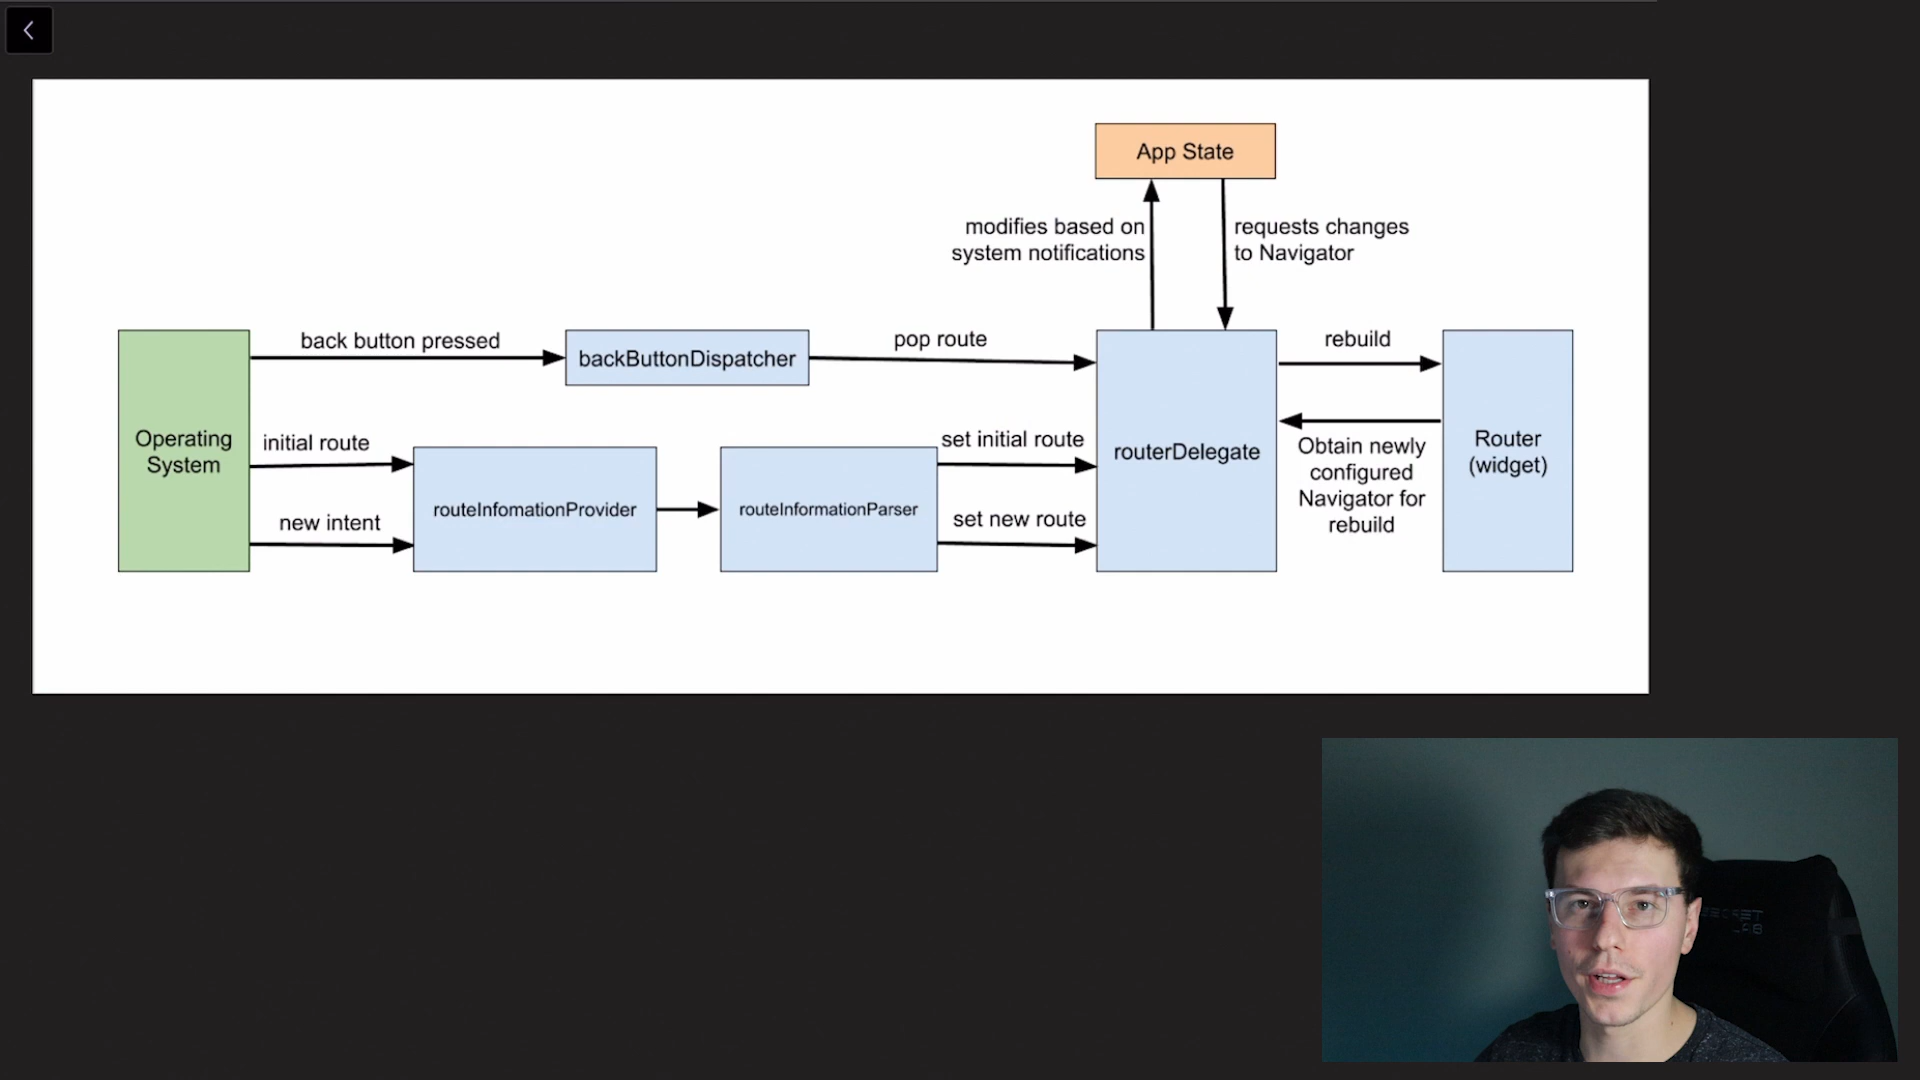 App State
modifies based on
system notifications
requests changes
to Navigator
back button pressed
backButtonDispatcher
pop route
rebuild
Operating
System
initial route
new intent
routeInfomationProvider
routeInformationParser
set initial route
set new route
routerDelegate
Obtain newly
configured
Navigator for
rebuild
Router
(widget)